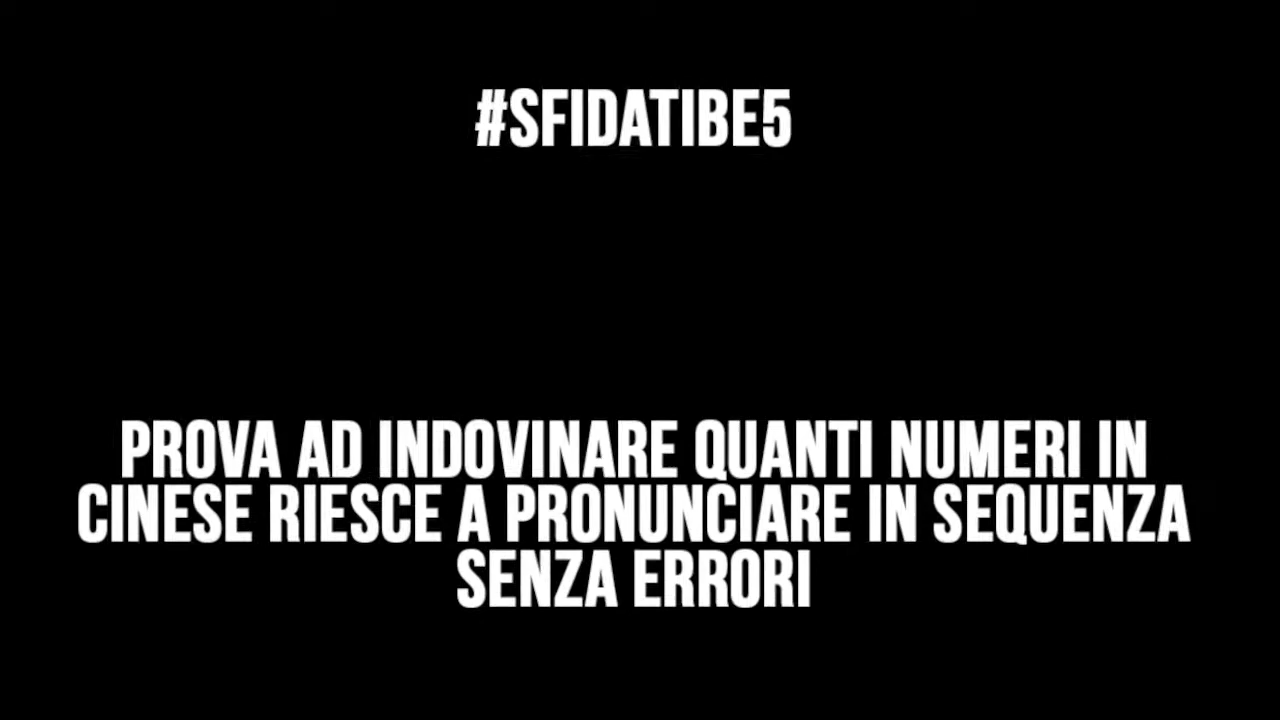 #SFIDATIBE5
PROVA AD INDOVINARE QUANTI NUMERI IN
CINESE RIESCE A PRONUNCIARE IN SEQUENZA
SENZA ERRORI